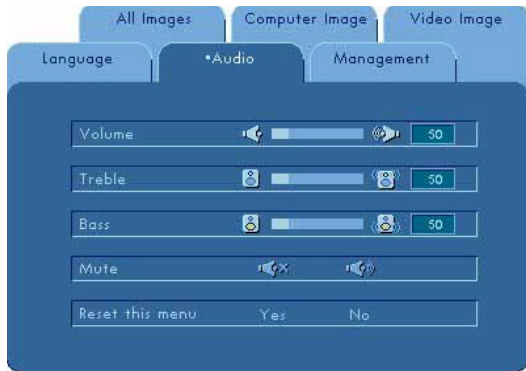 All Images Computer Image Video Image
Language •Audio Management
Volume 50
Treble 50
Bass 50
Mute
Reset this menu Yes No